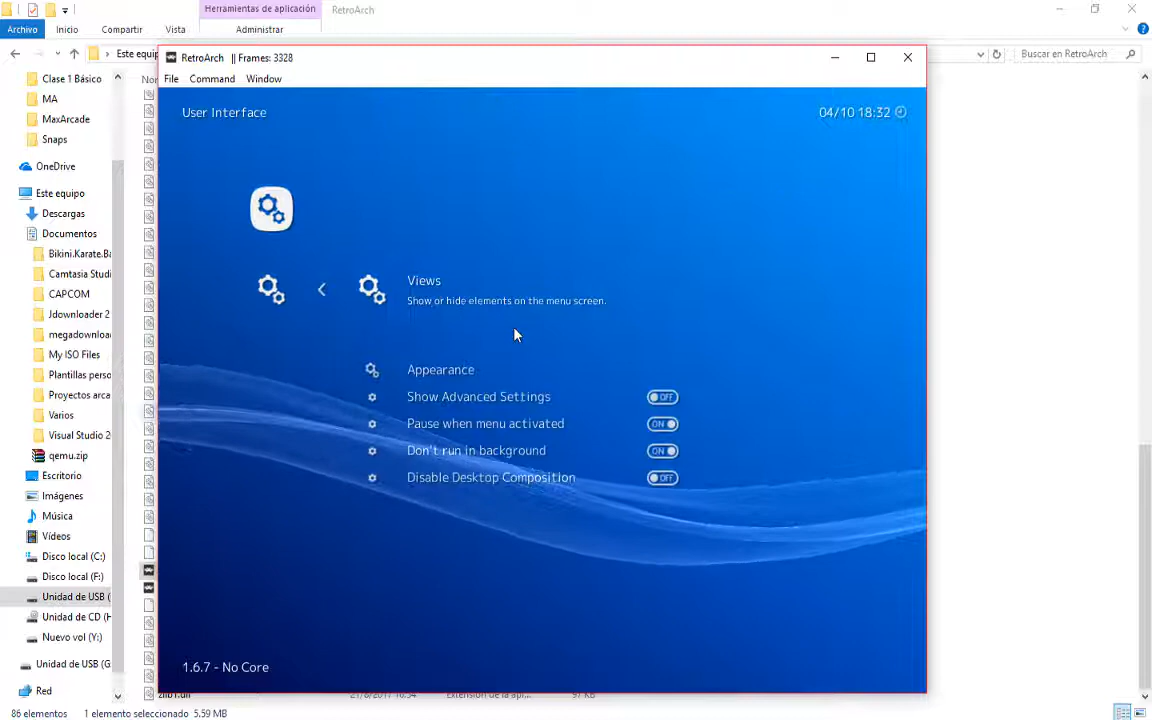 Herramientas de aplicación
RetroArch
Archivo
Inicio
Compartir
Vista
Administrar
Este equip
Buscar en RetroArch
RetroArch || Frames: 3328
File
Command
Window
Clase 1 Básico
MA
MaxArcade
Snaps
OneDrive
Este equipo
Descargas
Documentos
Bikini.Karate.Ba
Camtasia Studi
CAPCOM
Jdownloader 2
megadownloa
My ISO Files
Plantillas perso
Proyectos arca
Varios
Visual Studio 2
qemu.zip
Escritorio
Imágenes
Música
Vídeos
Disco local (C:)
Disco local (F:)
Unidad de USB (
Unidad de CD (H
Nuevo vol (Y:)
Unidad de USB (G
Red
User Interface
04/10 18:32
Views
Show or hide elements on the menu screen.
Appearance
Show Advanced Settings
OFF
Pause when menu activated
ON
Don't run in background
ON
Disable Desktop Composition
OFF
1.6.7 - No Core
86 elementos
1 elemento seleccionado 5.59 MB